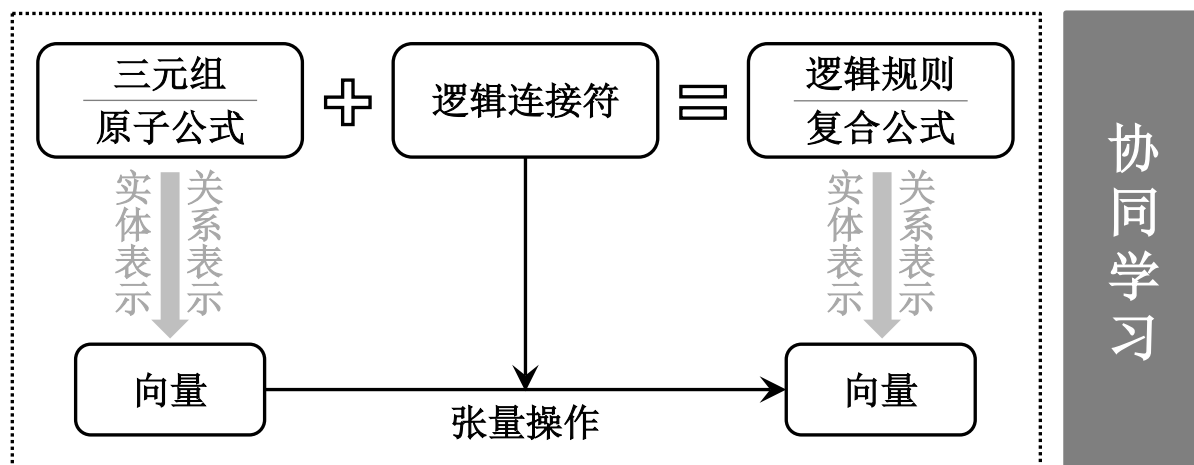 三元组
原子公式
逻辑连接符
逻辑规则
复合公式
实体表示
关系表示
实体表示
关系表示
向量
张量操作
向量
协同学习